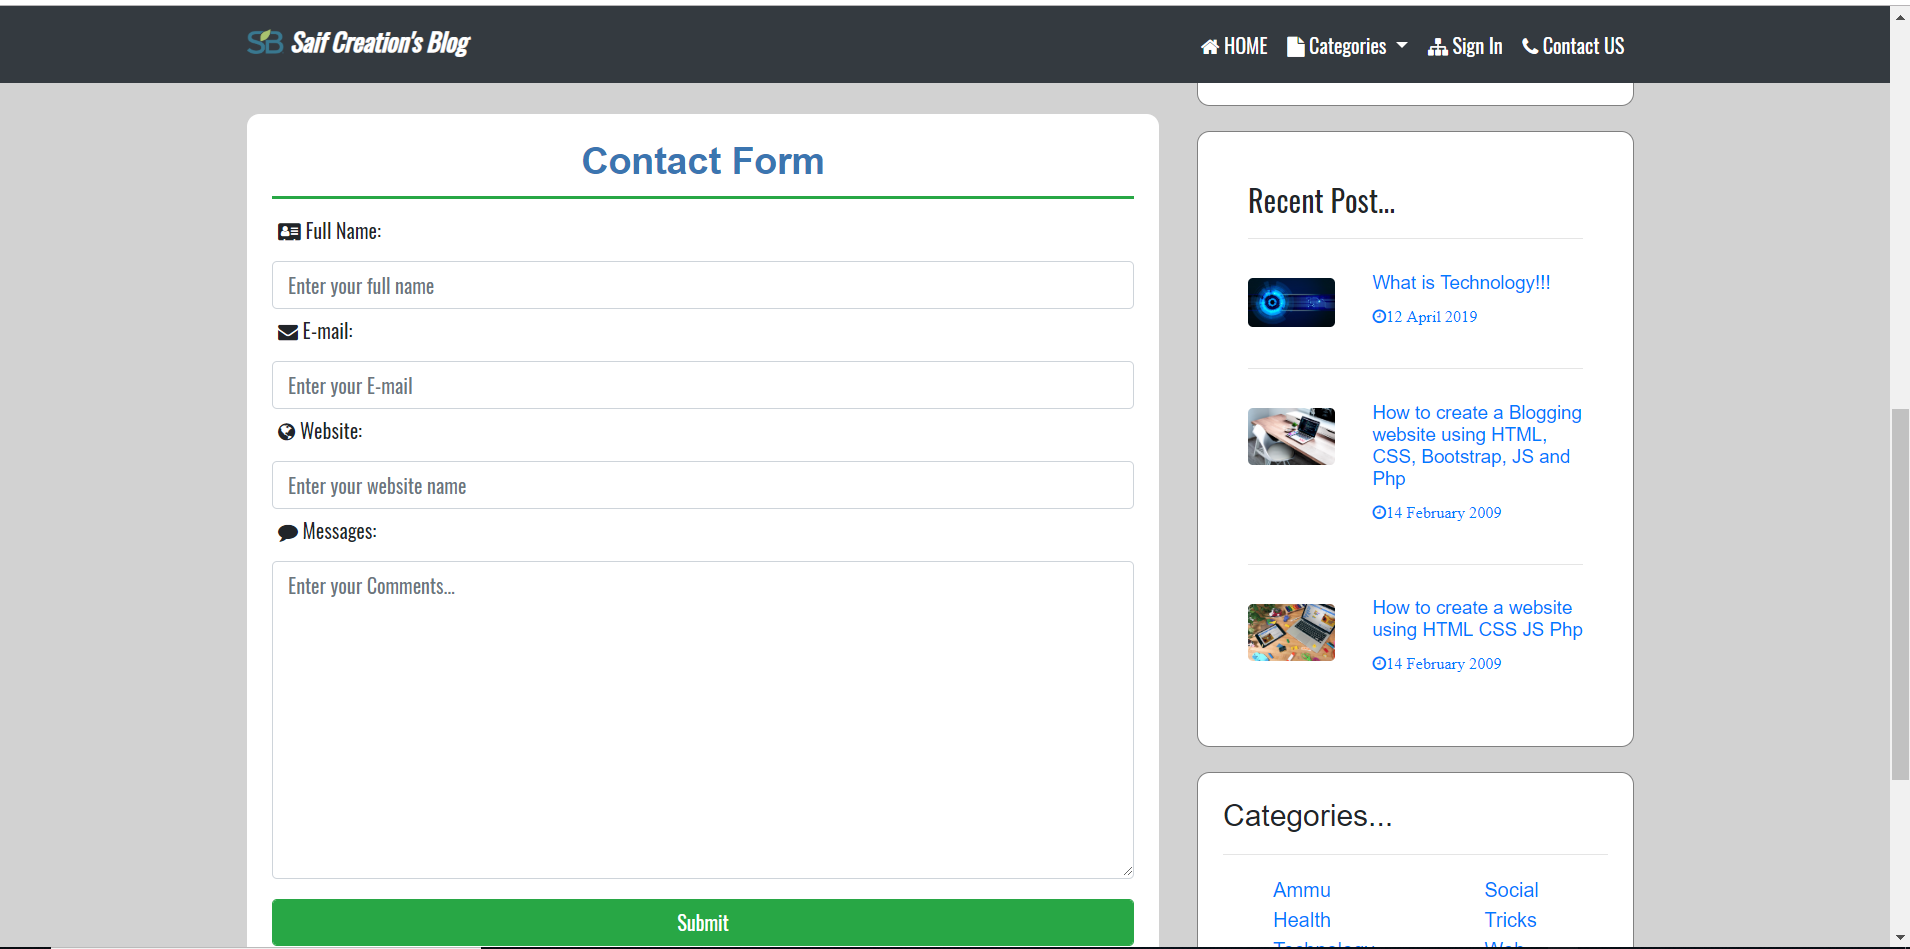 SB Saif Creation's Blog
HOME Categories Sign In Contact US
Contact Form
Full Name:
Enter your full name
E-mail:
Enter your E-mail
Website:
Enter your website name
Messages:
Enter your Comments...
Submit
Recent Post...
What is Technology!!!
12 April 2019
How to create a Blogging
website using HTML,
CSS, Bootstrap, JS and
Php
14 February 2009
How to create a website
using HTML CSS JS Php
14 February 2009
Categories...
Ammu Social
Health Tricks
Technology Web